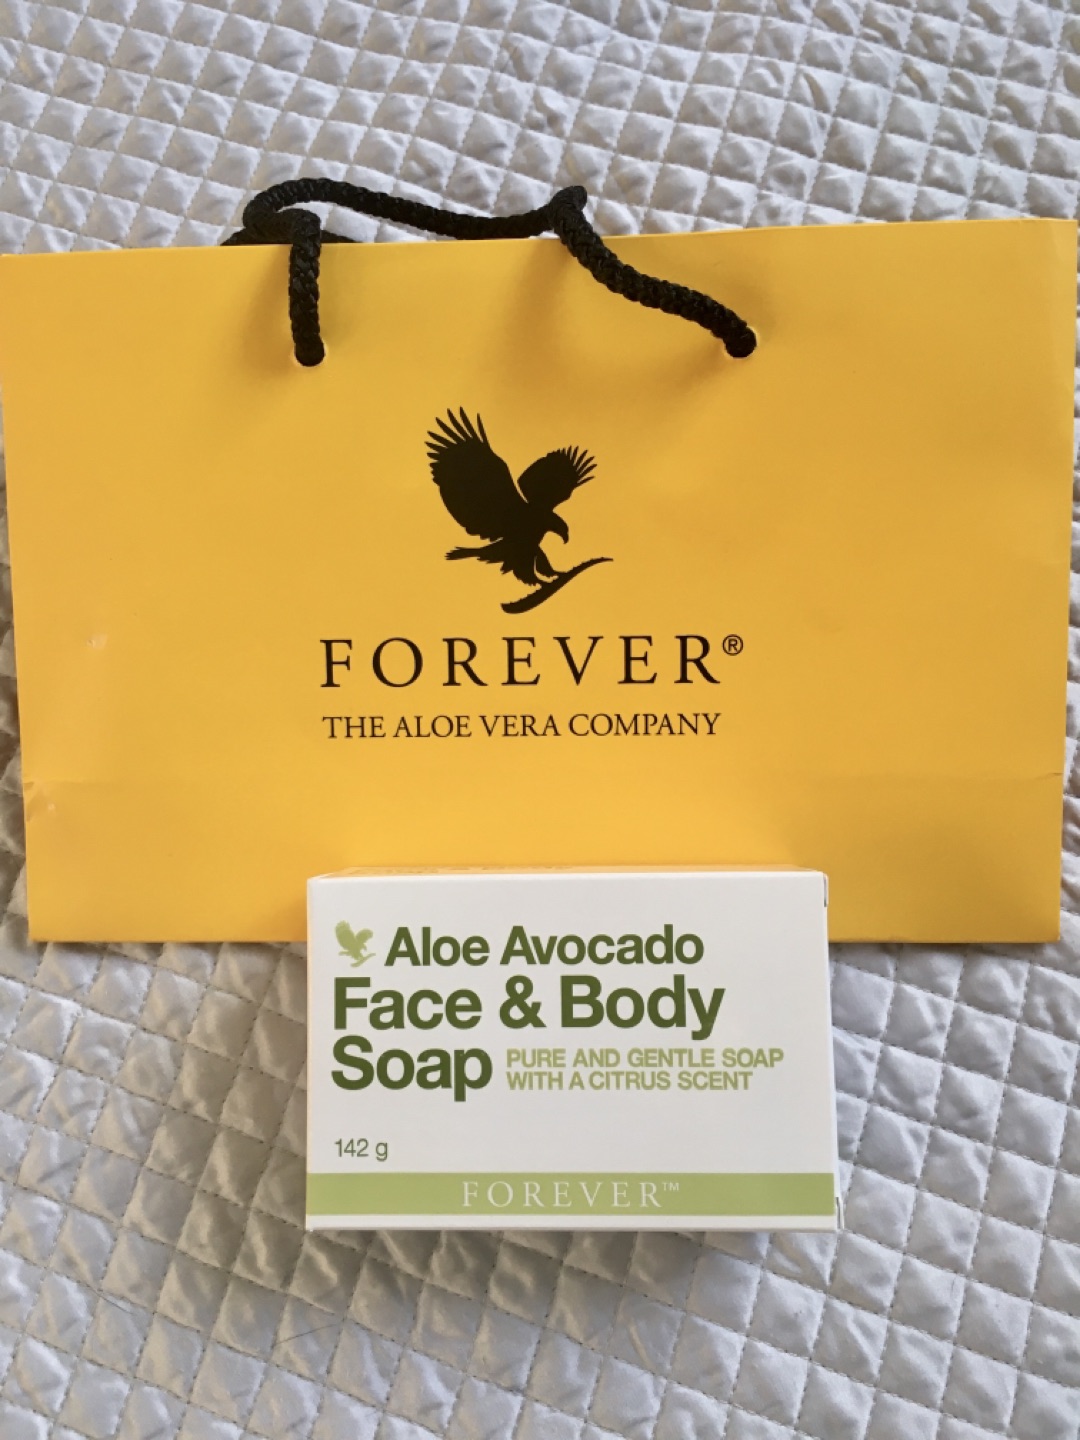 FOREVER®
THE ALOE VERA COMPANY
Aloe Avocado
Face & Body
Soap
PURE AND GENTLE SOAP
WITH A CITRUS SCENT
142 g
FOREVER™